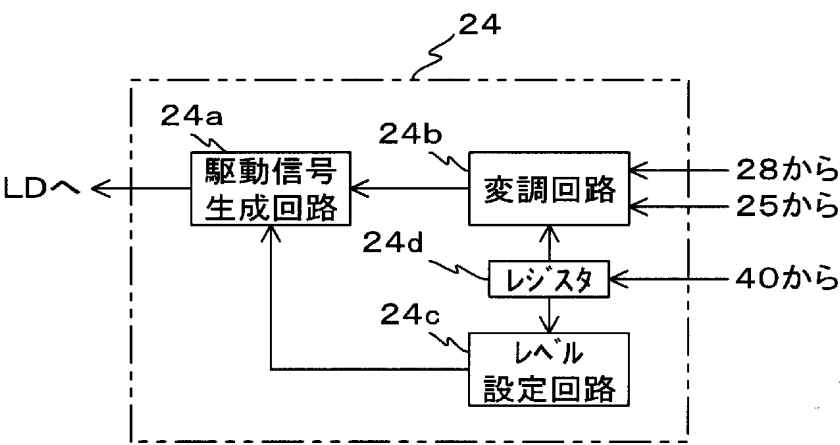 24
24a
駆動信号
生成回路
LDへ
24b
変調回路
28から
25から
24d
レジスタ
40から
24c
レベル
設定回路